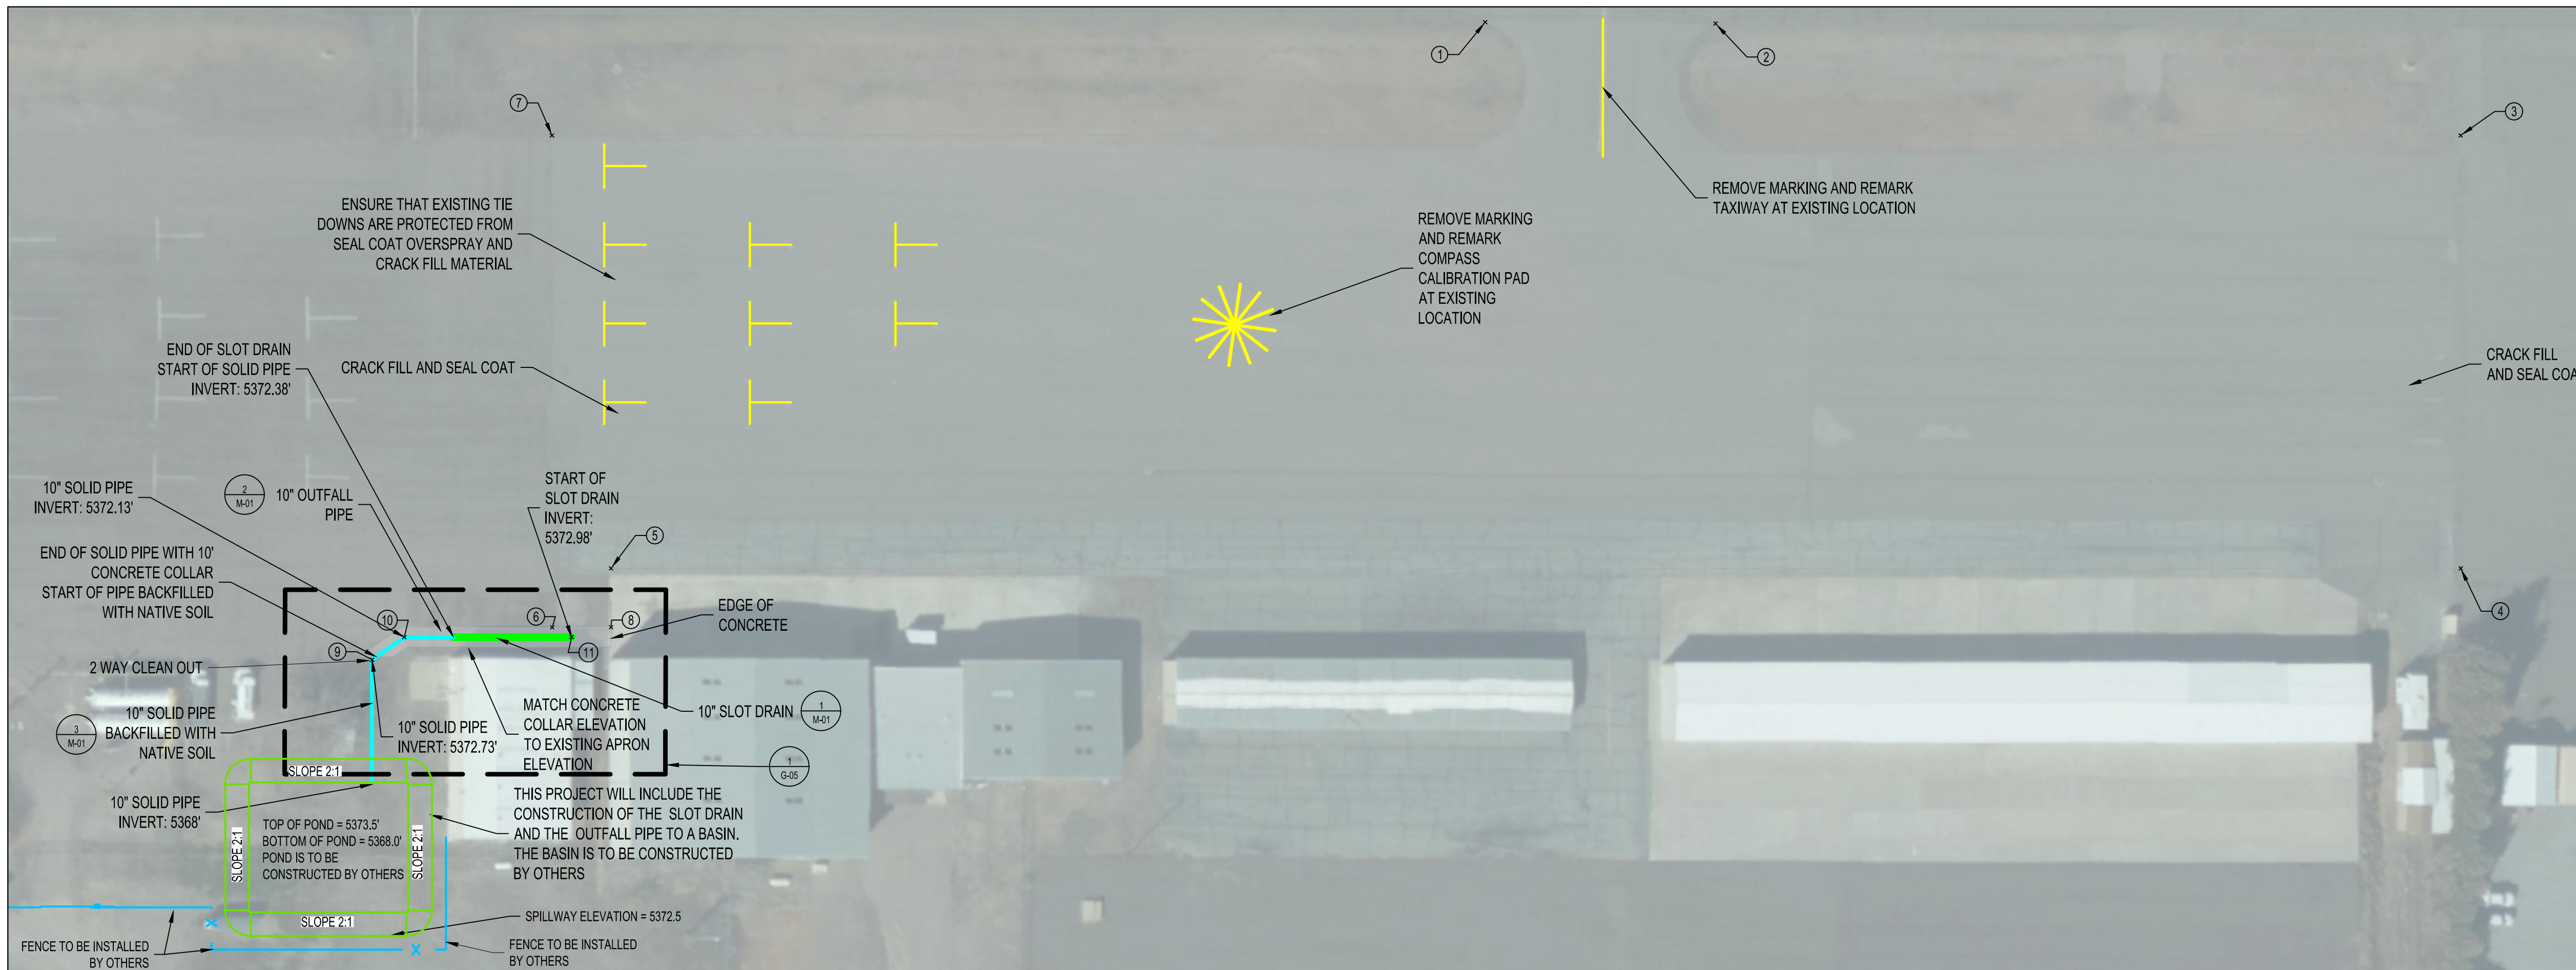 1
2
7
3
ENSURE THAT EXISTING TIE
DOWNS ARE PROTECTED FROM
SEAL COAT OVERSPRAY AND
CRACK FILL MATERIAL
REMOVE MARKING AND REMARK
TAXIWAY AT EXISTING LOCATION
REMOVE MARKING
AND REMARK
COMPASS
CALIBRATION PAD
AT EXISTING
LOCATION
END OF SLOT DRAIN
START OF SOLID PIPE
INVERT: 5372.38'
CRACK FILL AND SEAL COAT
CRACK FILL
AND SEAL COA
10" SOLID PIPE
INVERT: 5372.13'
2
M-01
10" OUTFALL
PIPE
START OF
SLOT DRAIN
INVERT:
5372.98'
5
END OF SOLID PIPE WITH 10'
CONCRETE COLLAR
START OF PIPE BACKFILLED
WITH NATIVE SOIL
10
6
8
EDGE OF
CONCRETE
4
9
11
2 WAY CLEAN OUT
10" SOLID PIPE
BACKFILLED WITH
NATIVE SOIL
3
M-01
10" SOLID PIPE
INVERT: 5372.73'
MATCH CONCRETE
COLLAR ELEVATION
TO EXISTING APRON
ELEVATION
10" SLOT DRAIN
1
M-01
1
G-05
SLOPE 2:1
10" SOLID PIPE
INVERT: 5368'
TOP OF POND = 5373.5'
BOTTOM OF POND = 5368.0'
POND IS TO BE
CONSTRUCTED BY OTHERS
SLOPE 2:1
SLOPE 2:1
THIS PROJECT WILL INCLUDE THE
CONSTRUCTION OF THE SLOT DRAIN
AND THE OUTFALL PIPE TO A BASIN.
THE BASIN IS TO BE CONSTRUCTED
BY OTHERS
SLOPE 2:1
SPILLWAY ELEVATION = 5372.5
X
X
FENCE TO BE INSTALLED
BY OTHERS
FENCE TO BE INSTALLED
BY OTHERS